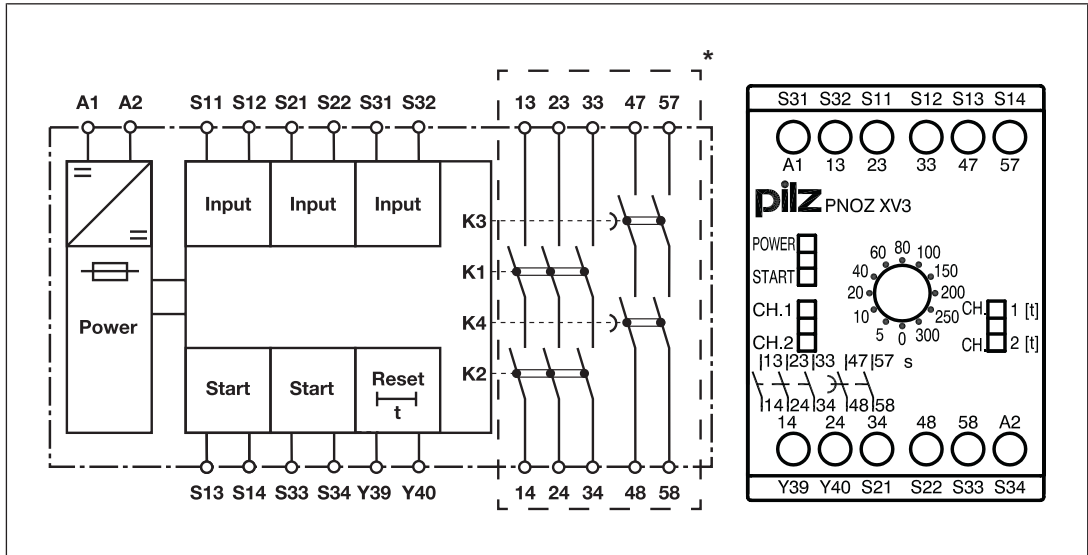 *
A1 A2 S11 S12 S21 S22 S31 S32 13 23 33 47 57
Input Input Input
K3
K1
K4
K2
Power
Start Start Reset
t
S13 S14 S33 S34 Y39 Y40 14 24 34 48 58
S31 S32 S11 S12 S13 S14
A1 13 23 33 47 57
pilz PNOZ XV3
POWER
START
CH.1
CH.2
60 80 100
40 150
20 200
10 250
5 0 300
s
CH. 1 [t]
CH. 2 [t]
13 23 33 47 57
14 24 34 48 58
14 24 34 48 58 A2
Y39 Y40 S21 S22 S33 S34